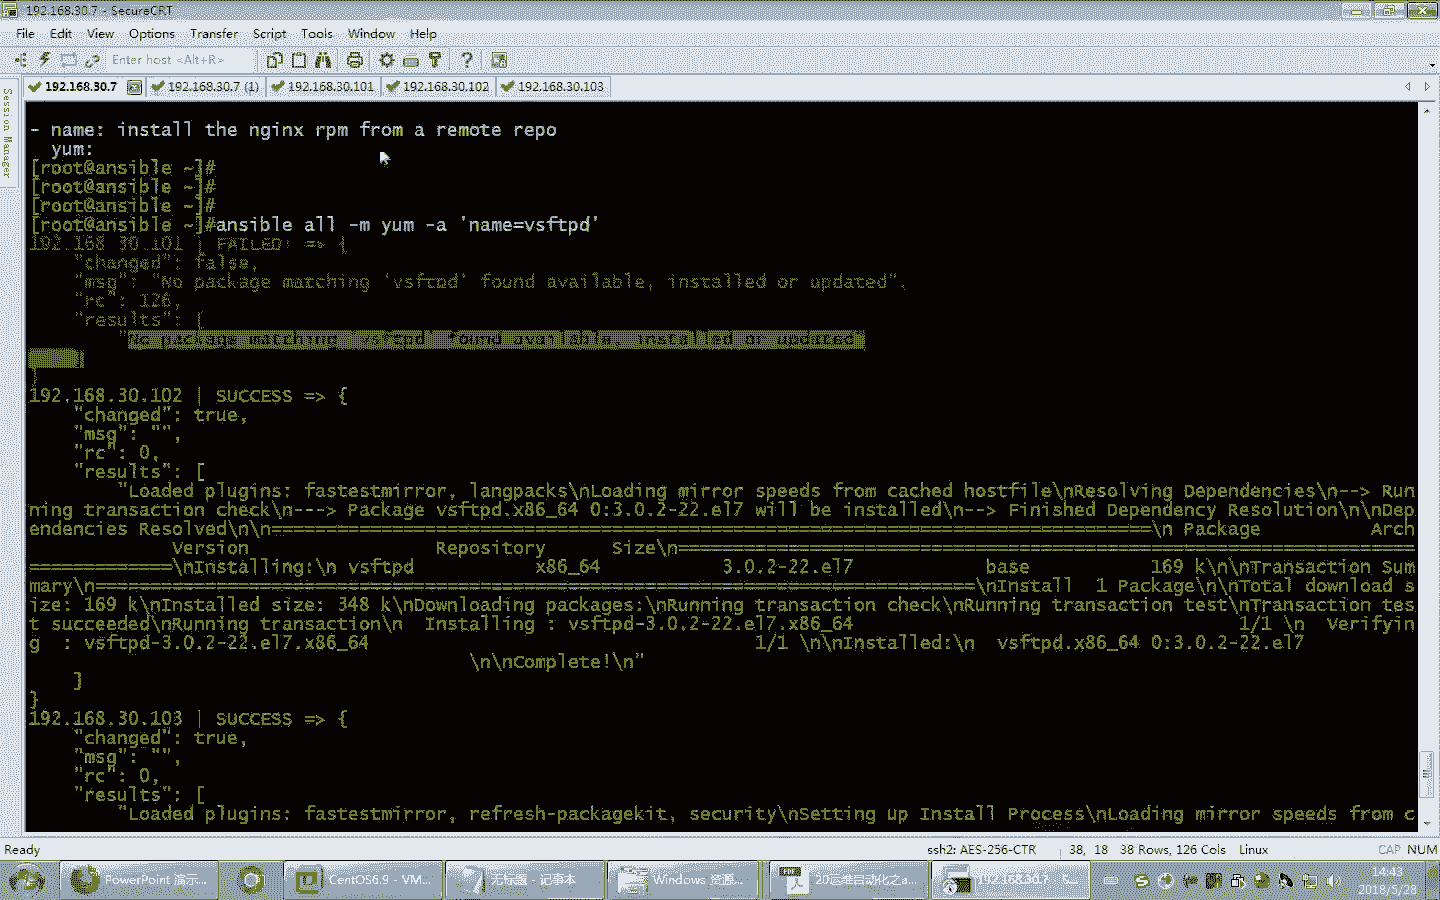 192.168.30.7 - SecureCRT
File Edit View Options Transfer Script Tools Window Help
Enter host <Alt+R>
192.168.30.7 192.168.30.7 (1) 192.168.30.101 192.168.30.102 192.168.30.103
Session Manager
- name: install the nginx rpm from a remote repo
yum:
[root@ansible ~]#
[root@ansible ~]#
[root@ansible ~]#
[root@ansible ~]#ansible all -m yum -a 'name=vsftpd'
192.168.30.101 | FAILED! => {
"changed": false,
"msg": "No package matching 'vsftpd' found available, installed or updated",
"rc": 126,
"results": [
"No package matching 'vsftpd' found available, installed or updated"
]
}
192.168.30.102 | SUCCESS => {
"changed": true,
"msg": "",
"rc": 0,
"results": [
"Loaded plugins: fastestmirror, langpacks\nLoading mirror speeds from cached hostfile\nResolving Dependencies\n--> Run
ning transaction check\n---> Package vsftpd.x86_64 0:3.0.2-22.el7 will be installed\n--> Finished Dependency Resolution\n\nDep
endencies Resolved\n\n================================================================================\n Package Arch
Version Repository Size\n==================================================================
=============\nInstalling:\n vsftpd x86_64 3.0.2-22.el7 base 169 k\n\nTransaction Sum
mary\n================================================================================\nInstall 1 Package\n\nTotal download s
ize: 169 k\nInstalled size: 348 k\nDownloading packages:\nRunning transaction check\nRunning transaction test\nTransaction tes
t succeeded\nRunning transaction\n Installing : vsftpd-3.0.2-22.el7.x86_64 1/1 \n Verifyin
g : vsftpd-3.0.2-22.el7.x86_64 1/1 \n\nInstalled:\n vsftpd.x86_64 0:3.0.2-22.el7
\n\nComplete!\n"
]
}
192.168.30.103 | SUCCESS => {
"changed": true,
"msg": "",
"rc": 0,
"results": [
"Loaded plugins: fastestmirror, refresh-packagekit, security\nSetting up Install Process\nLoading mirror speeds from c
Ready ssh2: AES-256-CTR 38, 18 38 Rows, 126 Cols Linux CAP NUM
PowerPoint 演示... CentOS6.9 - VM... 无标题 - 记事本 Windows 资源... 20运维自动化之a... 192.168.30.7 - S...
14:43
2018/5/28